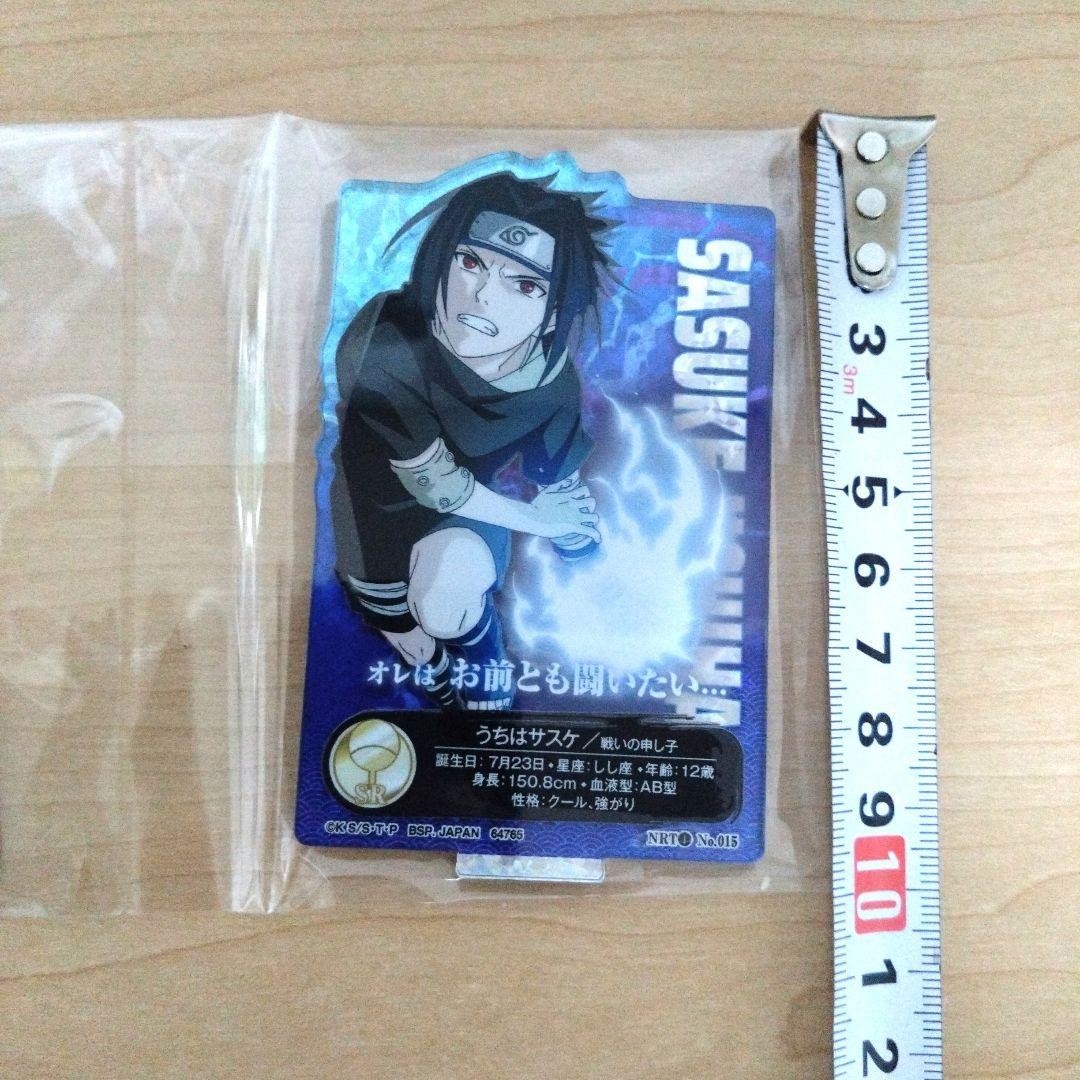 SASUKE UCHIHA
オレは お前とも闘いたい…
うちはサスケ／戦いの申し子
誕生日:7月23日・星座:しし座・年齢:12歳
身長:150.8cm・血液型:AB型
性格:クール、強がり
SR
©K S/S・T・P BSP. JAPAN 64765
NRT❶ No.015
3
3m
4
5
6
7
8
9
10
1
2